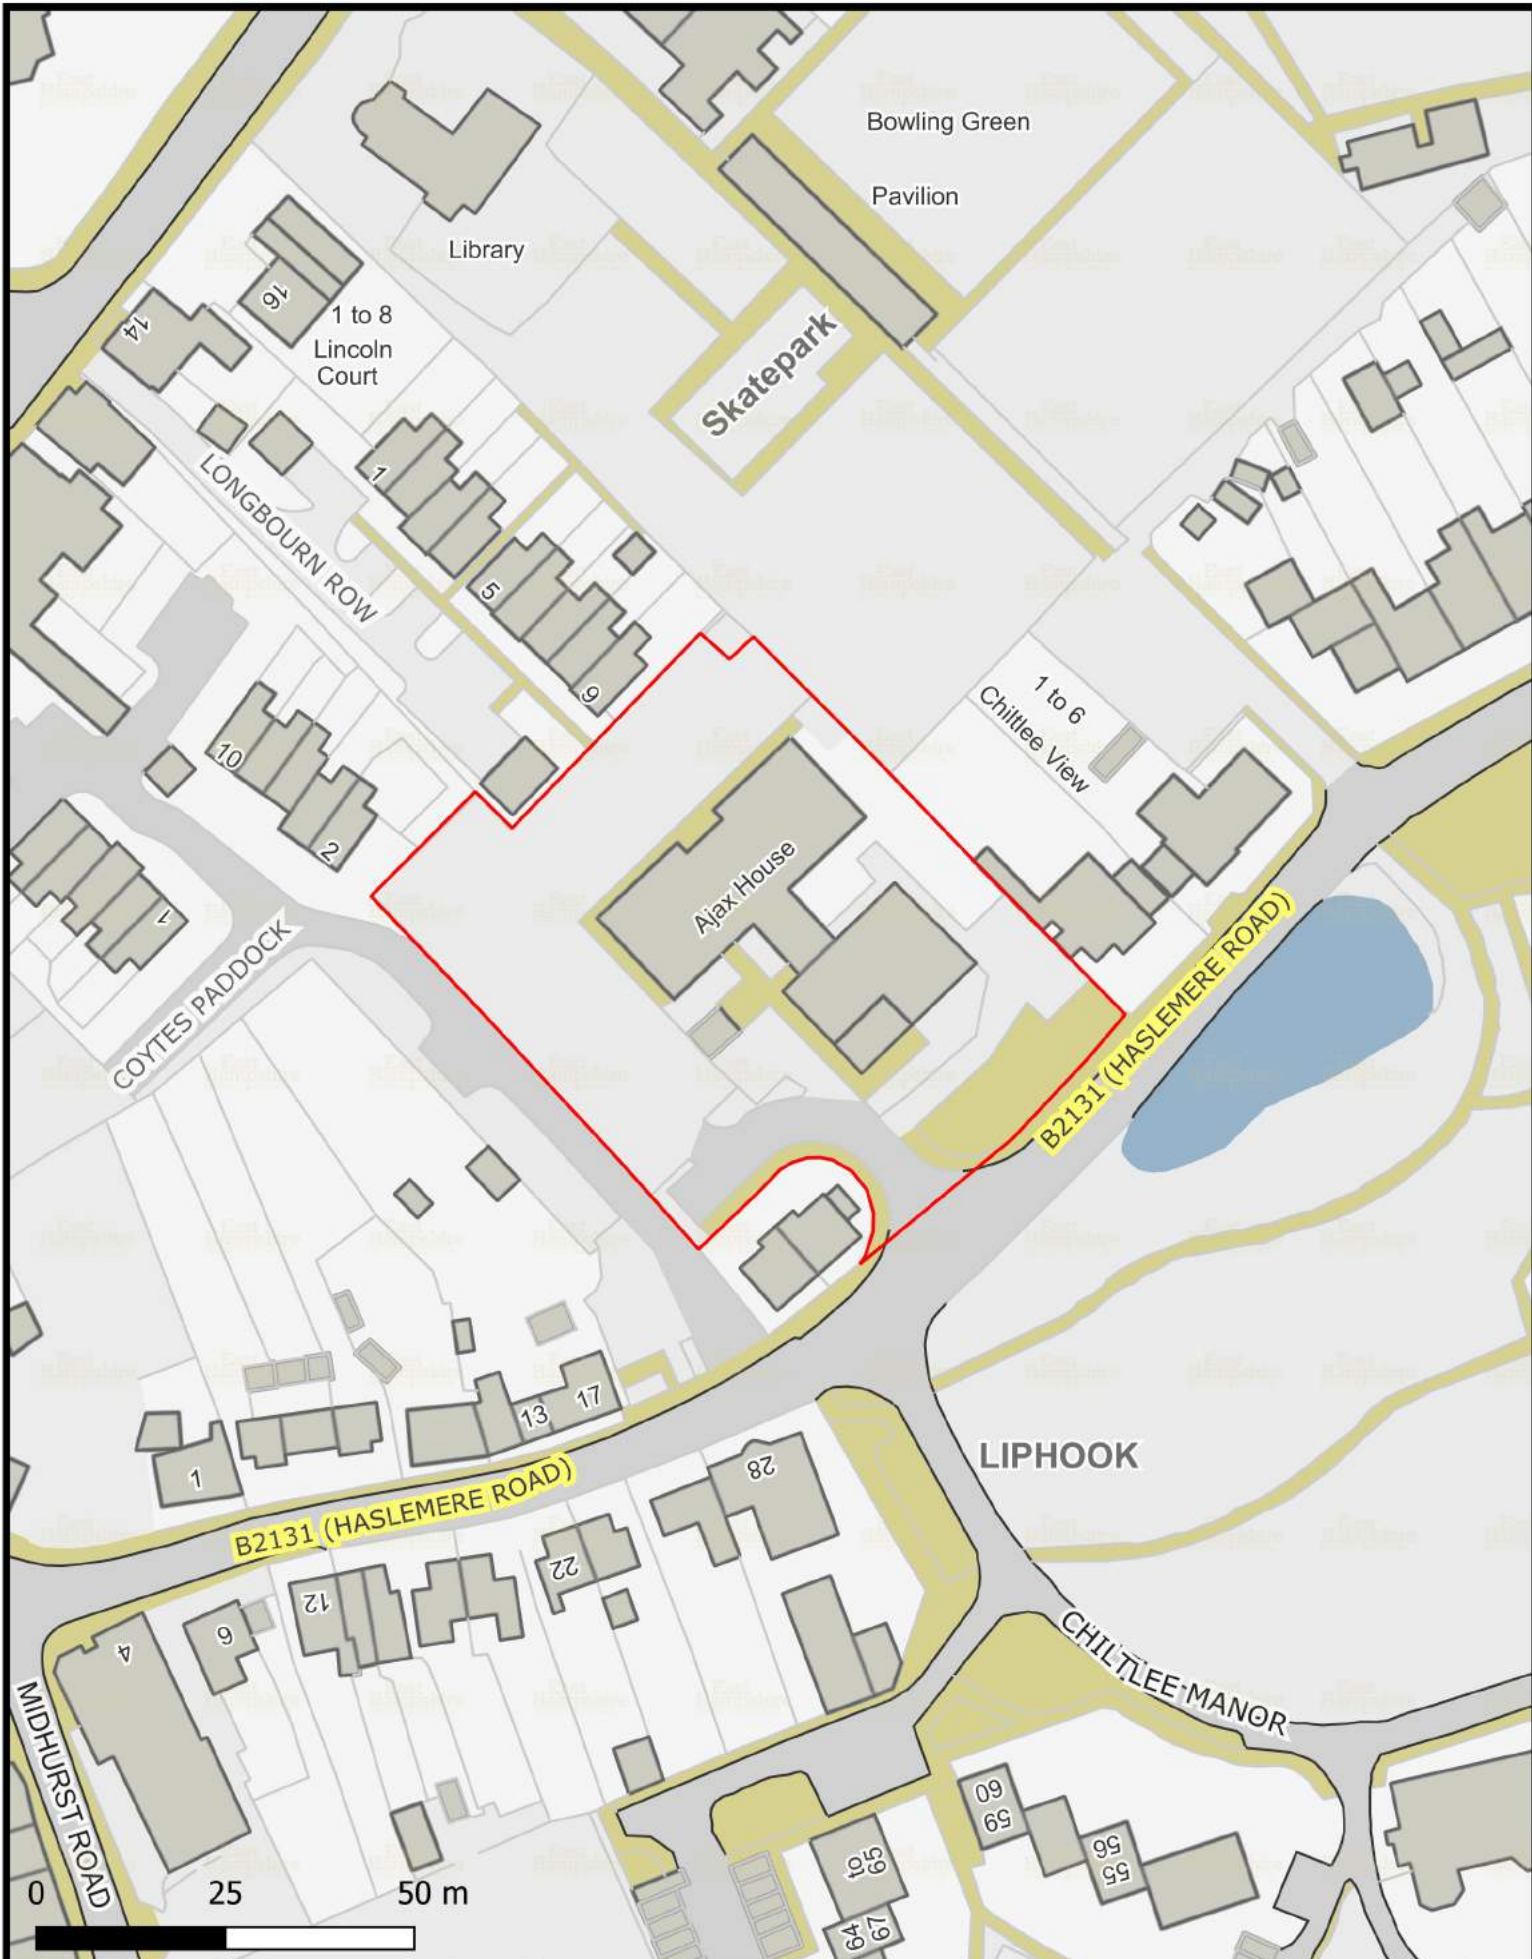 Bowling Green
Pavilion
Library
16
1 to 8
Lincoln
Court
14
Skatepark
1
LONGBOURN ROW
5
9
1 to 6
Chiltlee View
10
2
Ajax House
1
COYTES PADDOCK
B2131 (HASLEMERE ROAD)
17
13
1
LIPHOOK
28
B2131 (HASLEMERE ROAD)
22
12
6
4
CHILTLEE MANOR
MIDHURST ROAD
60
59
56
55
65
to
67
64
0 25 50 m